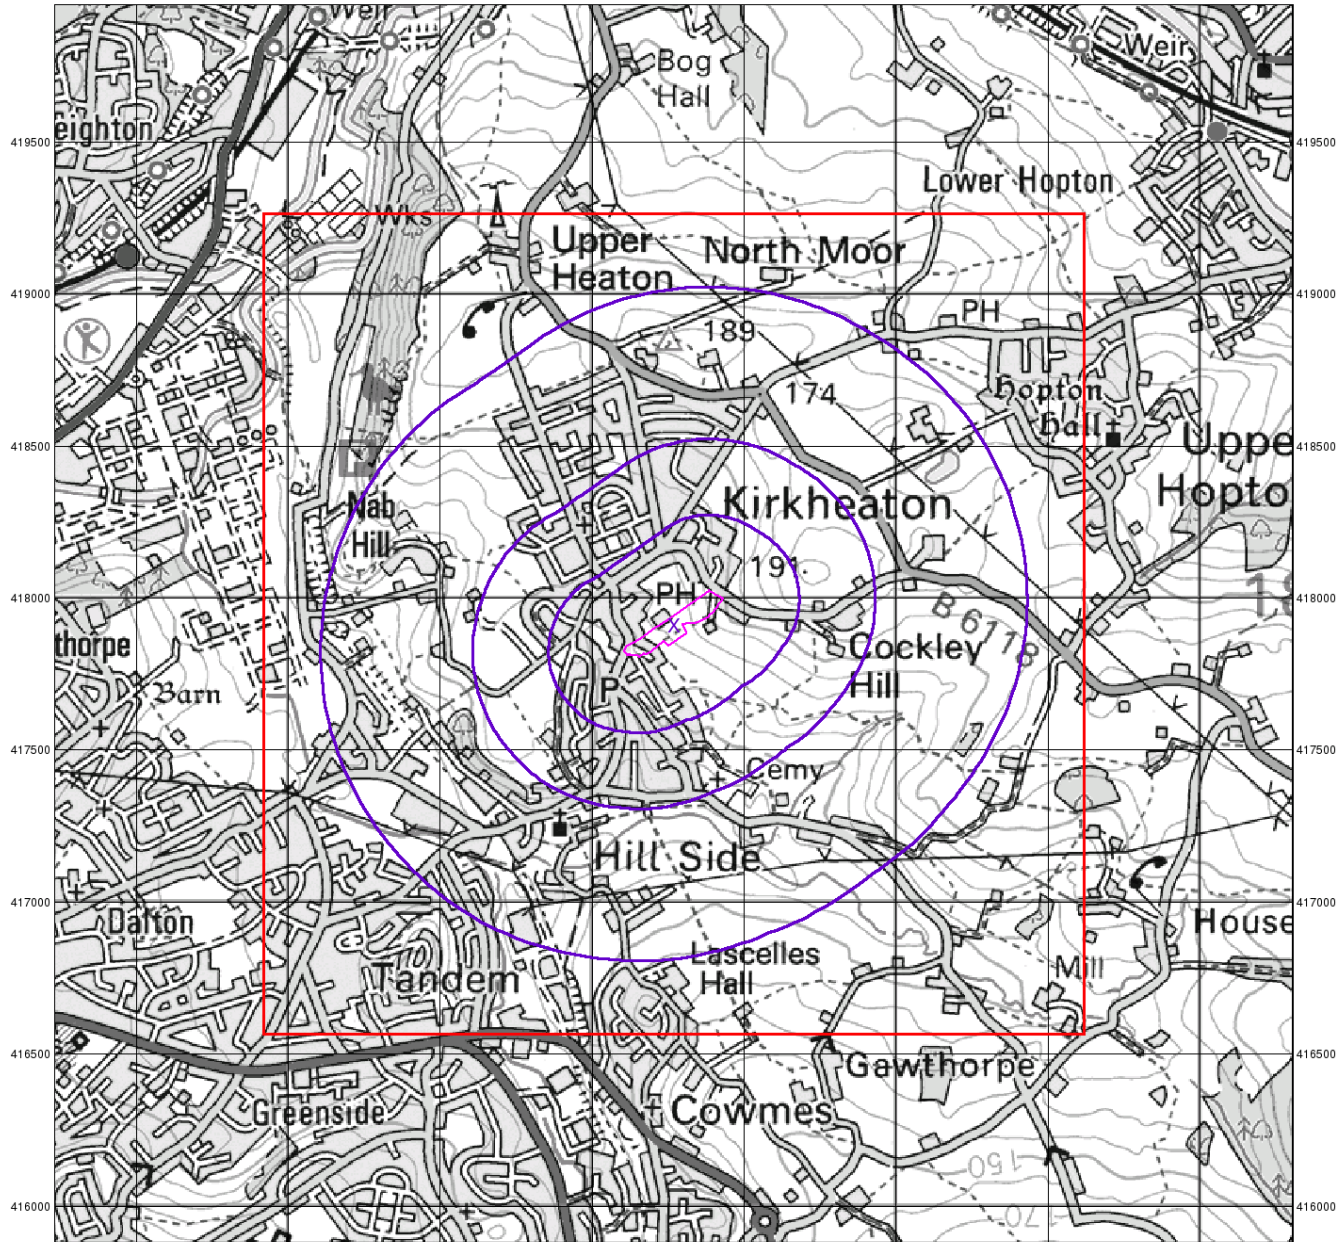 Weir
Weir
Bog
Hall
eighton
419500
419500
Lower Hopton
Wks
Upper
Heaton
North Moor
419000
419000
PH
189
174
Hopton
Hall
418500
418500
Uppe
Hopto
Kirkheaton
Nab
Hill
191
PH
418000
418000
B 6118
thorpe
Cockley
Hill
Barn
P
417500
417500
Cemy
Hill Side
417000
417000
Dalton
House
Lascelles
Hall
Mill
Tandem
416500
416500
Gawthorpe
Greenside
Cowmes
150
170
416000
416000